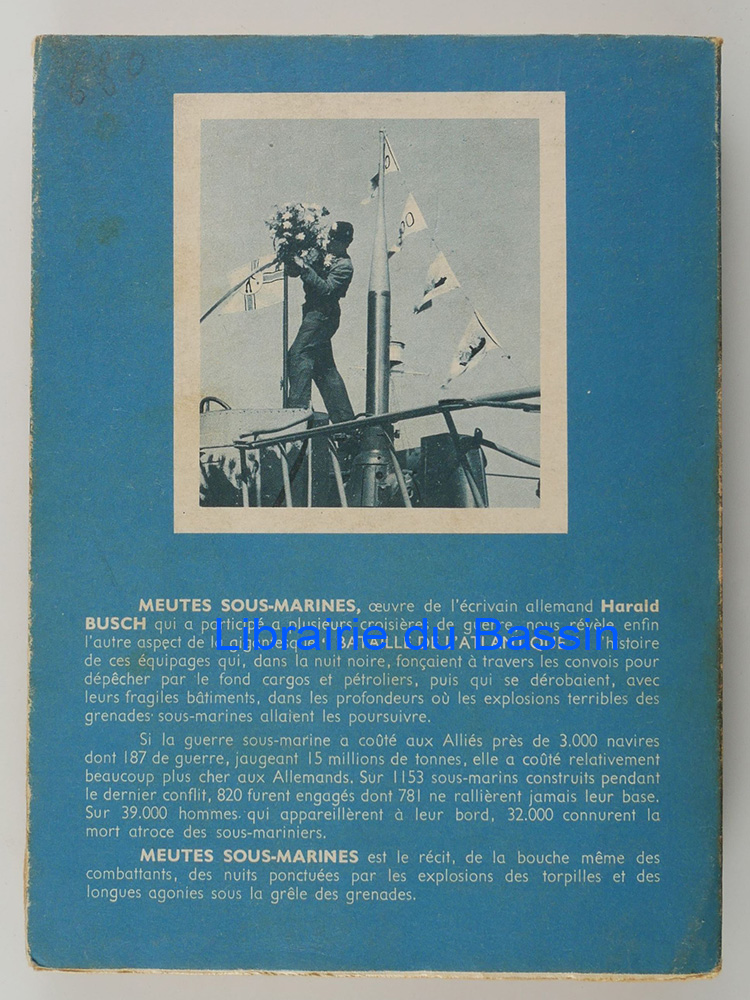 680
MEUTES SOUS-MARINES, œuvre de l'écrivain allemand Harald
BUSCH qui a participé a plusieurs croisières de guerre, nous révèle enfin
l'autre aspect de la gigantesque BATAILLE DE L'ATLANTIQUE l'histoire
Librairie du Bassin
de ces équipages qui, dans la nuit noire, fonçaient à travers les convois pour
dépêcher par le fond cargos et pétroliers, puis qui se dérobaient, avec
leurs fragiles bâtiments, dans les profondeurs où les explosions terribles des
grenades sous-marines allaient les poursuivre.
Si la guerre sous-marine a coûté aux Alliés près de 3.000 navires
dont 187 de guerre, jaugeant 15 millions de tonnes, elle a coûté relativement
beaucoup plus cher aux Allemands. Sur 1153 sous-marins construits pendant
le dernier conflit, 820 furent engagés dont 781 ne rallièrent jamais leur base.
Sur 39.000 hommes qui appareillèrent à leur bord, 32.000 connurent la
mort atroce des sous-mariniers.
MEUTES SOUS-MARINES est le récit, de la bouche même des
combattants, des nuits ponctuées par les explosions des torpilles et des
longues agonies sous la grêle des grenades.